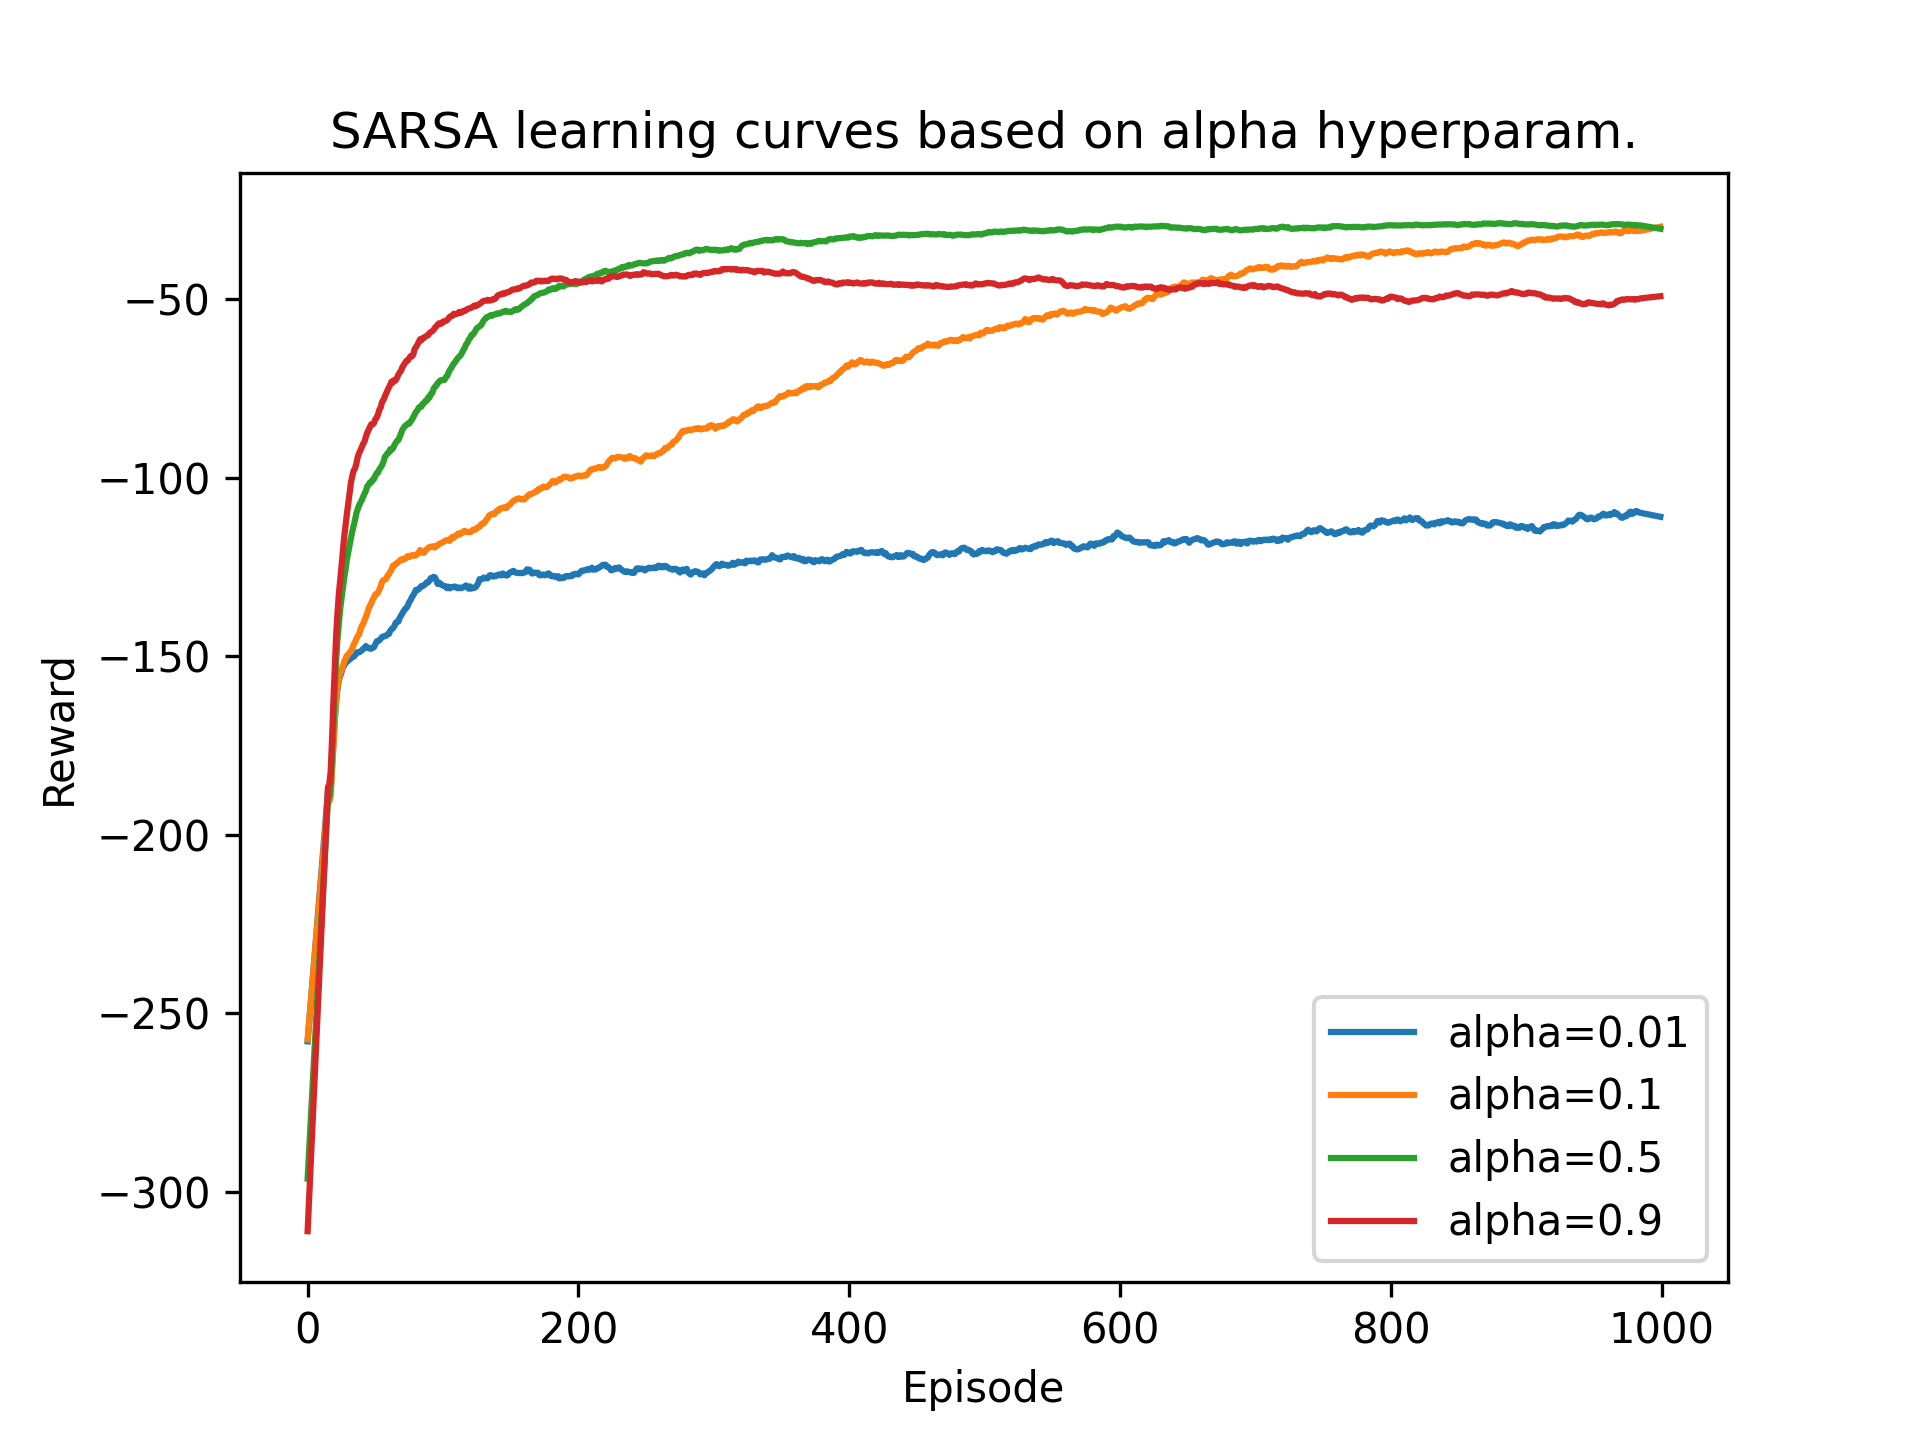 SARSA learning curves based on alpha hyperparam.
−50
−100
−150
−200
−250
−300
Reward
0 200 400 600 800 1000
Episode
alpha=0.01
alpha=0.1
alpha=0.5
alpha=0.9